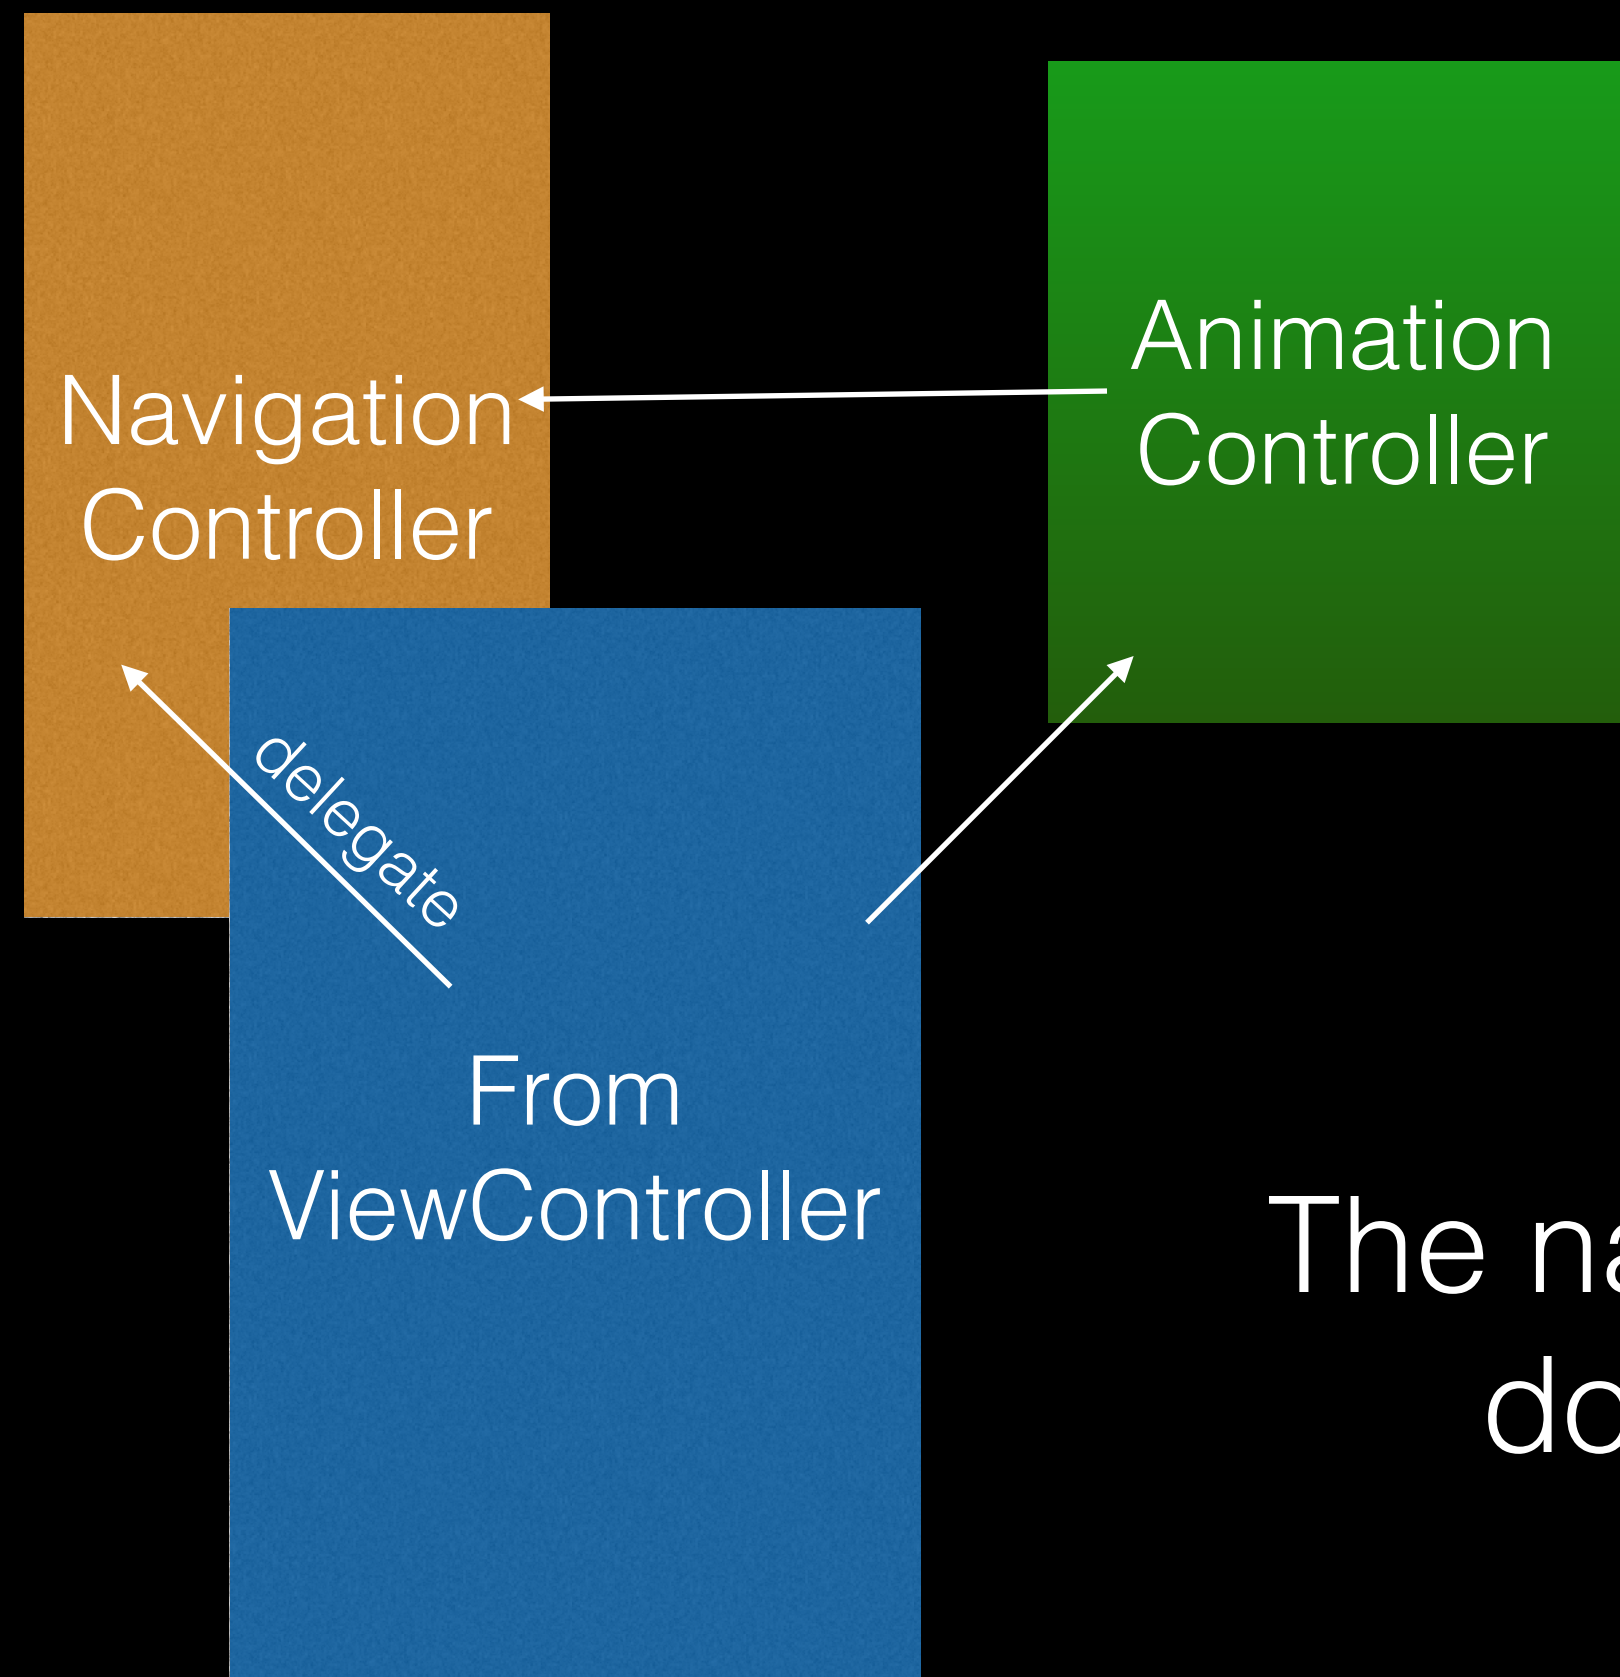 Navigation
Controller
Animation
Controller
delegate
From
ViewController
The na
do